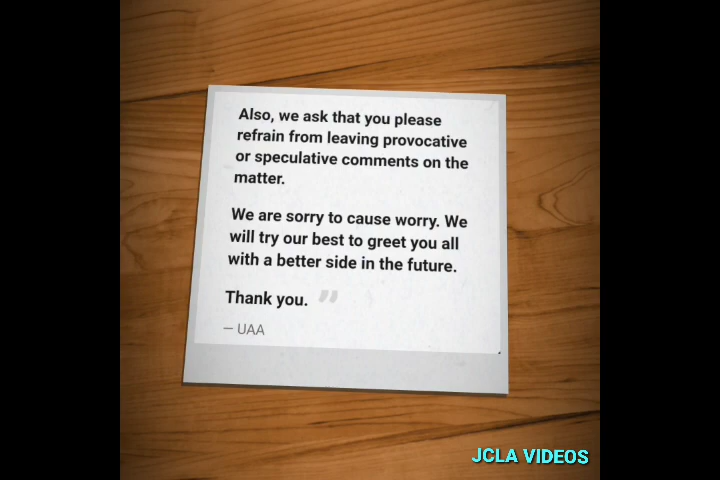 Also, we ask that you please
refrain from leaving provocative
or speculative comments on the
matter.
We are sorry to cause worry. We
will try our best to greet you all
with a better side in the future.
Thank you. ”
— UAA
JCLA VIDEOS